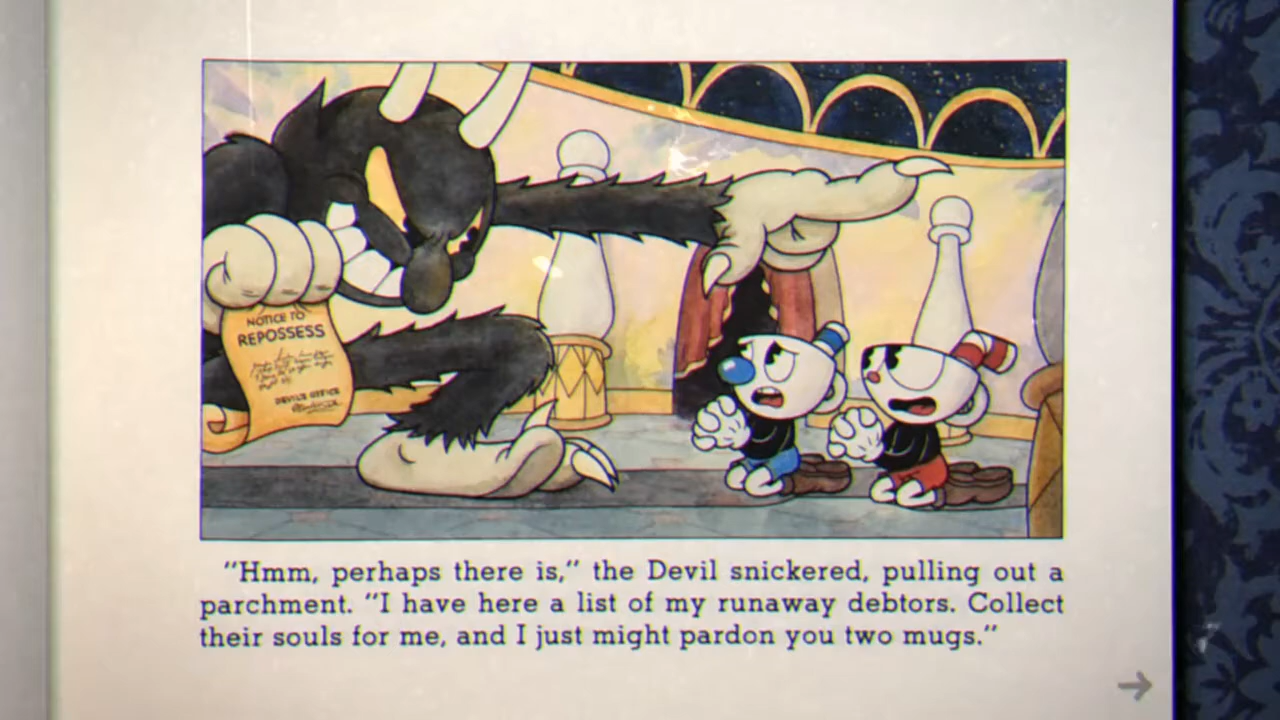 NOTICE TO
REPOSSESS
DEVIL'S OFFICE
“Hmm, perhaps there is,” the Devil snickered, pulling out a
parchment. “I have here a list of my runaway debtors. Collect
their souls for me, and I just might pardon you two mugs.”